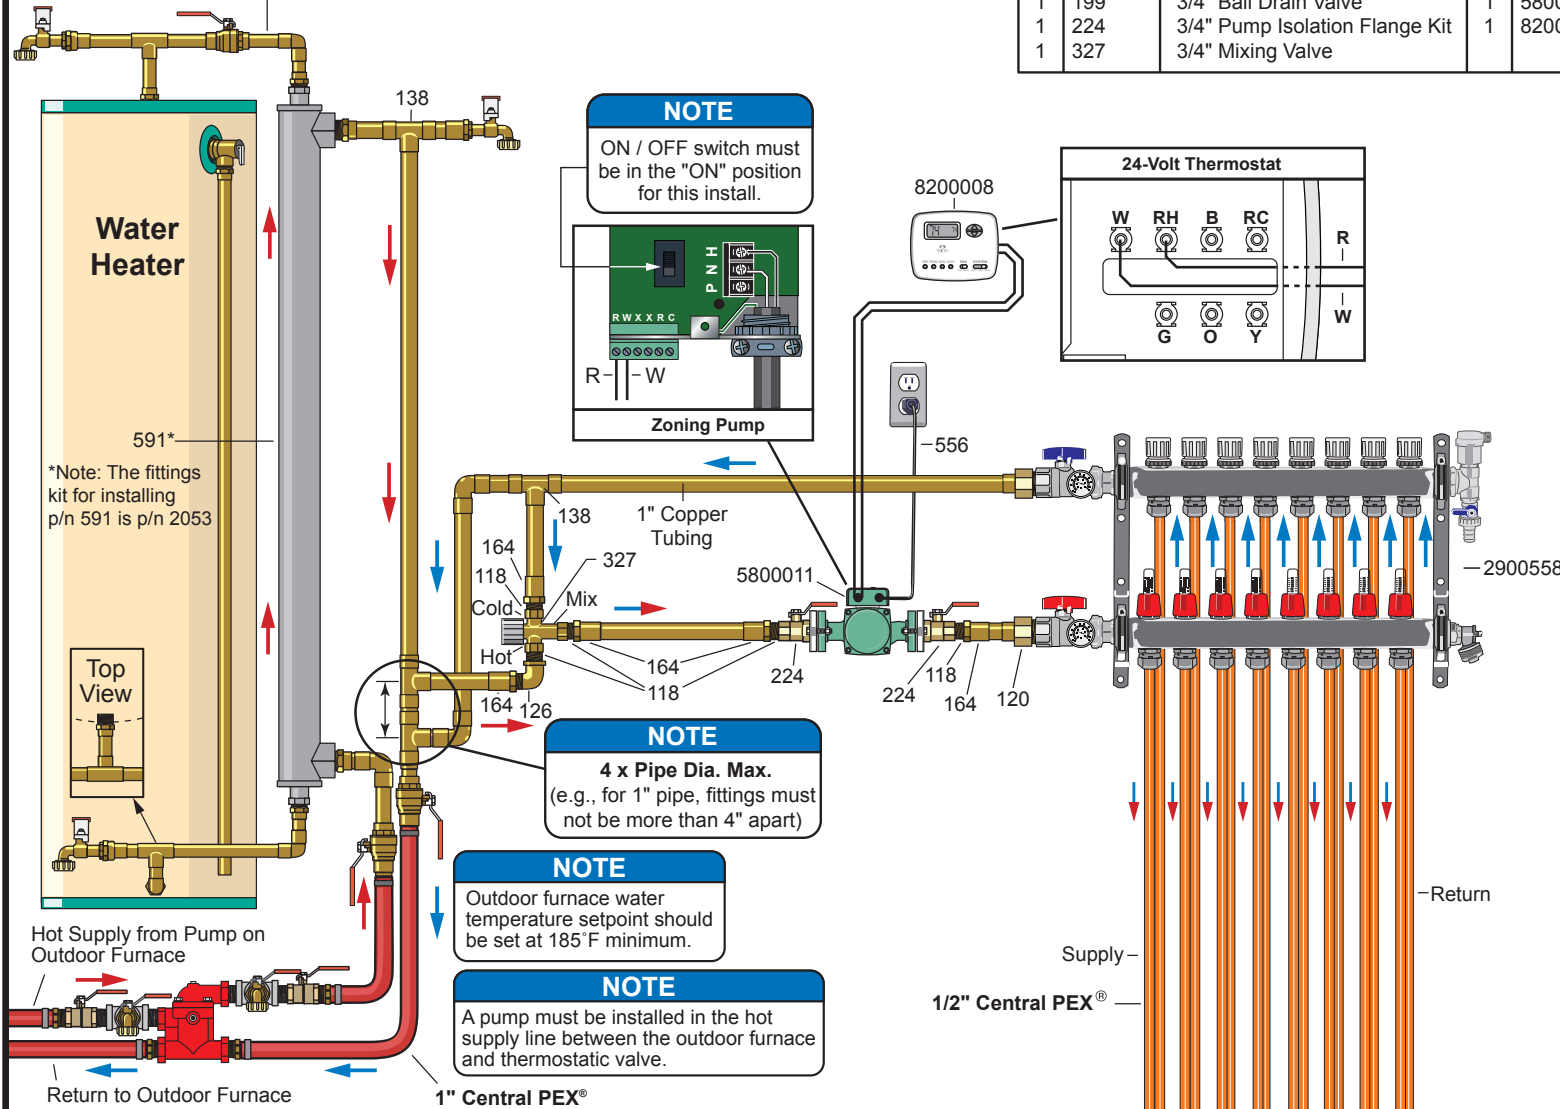 1 199 3/4" Ball Drain Valve 1
1 224 3/4" Pump Isolation Flange Kit 1
1 327 3/4" Mixing Valve
138
NOTE
ON / OFF switch must
be in the "ON" position
for this install.
H
N
P
R W X X R C
R
W
Zoning Pump
8200008
24-Volt Thermostat
W RH B RC
R
W
G O Y
Water
Heater
591*
*Note: The fittings
kit for installing
p/n 591 is p/n 2053
556
138
1" Copper
Tubing
164
118
327
Cold
Mix
Hot
5800011
2900558
164
118
224
224
118
164
120
164
126
Top
View
NOTE
4 x Pipe Dia. Max.
(e.g., for 1" pipe, fittings must
not be more than 4" apart)
NOTE
Outdoor furnace water
temperature setpoint should
be set at 185°F minimum.
NOTE
A pump must be installed in the hot
supply line between the outdoor furnace
and thermostatic valve.
Hot Supply from Pump on
Outdoor Furnace
Return to Outdoor Furnace
1" Central PEX®
Return
Supply
1/2" Central PEX®